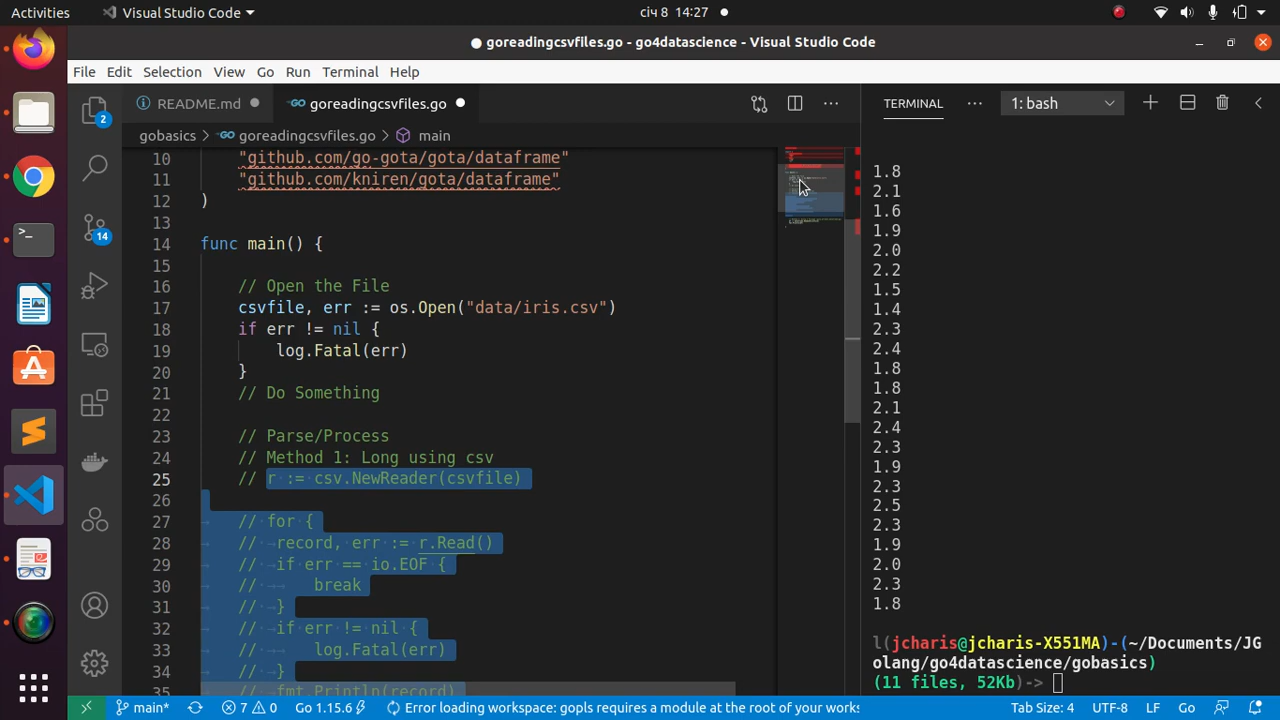 Activities
Visual Studio Code
січ 8 14:27
● goreadingcsvfiles.go - go4datascience - Visual Studio Code
File Edit Selection View Go Run Terminal Help
README.md
goreadingcsvfiles.go
gobasics > goreadingcsvfiles.go > main
10 "github.com/go-gota/gota/dataframe"
11 "github.com/kniren/gota/dataframe"
12 )
13
14 func main() {
15
16 // Open the File
17 csvfile, err := os.Open("data/iris.csv")
18 if err != nil {
19 log.Fatal(err)
20 }
21 // Do Something
22
23 // Parse/Process
24 // Method 1: Long using csv
25 // r := csv.NewReader(csvfile)
26
27 // for {
28 // record, err := r.Read()
29 // if err == io.EOF {
30 // break
31 // }
32 // if err != nil {
33 // log.Fatal(err)
34 // }
35 // fmt.Println(record)
2
14
TERMINAL
1: bash
1.8
2.1
1.6
1.9
2.0
2.2
1.5
1.4
2.3
2.4
1.8
1.8
2.1
2.4
2.3
1.9
2.3
2.5
2.3
1.9
2.0
2.3
1.8
l(jcharis@jcharis-X551MA)-(~/Documents/JG
olang/go4datascience/gobasics)
(11 files, 52Kb)->
main*
7 0
Go 1.15.6
Error loading workspace: gopls requires a module at the root of your works
Tab Size: 4
UTF-8
LF
Go